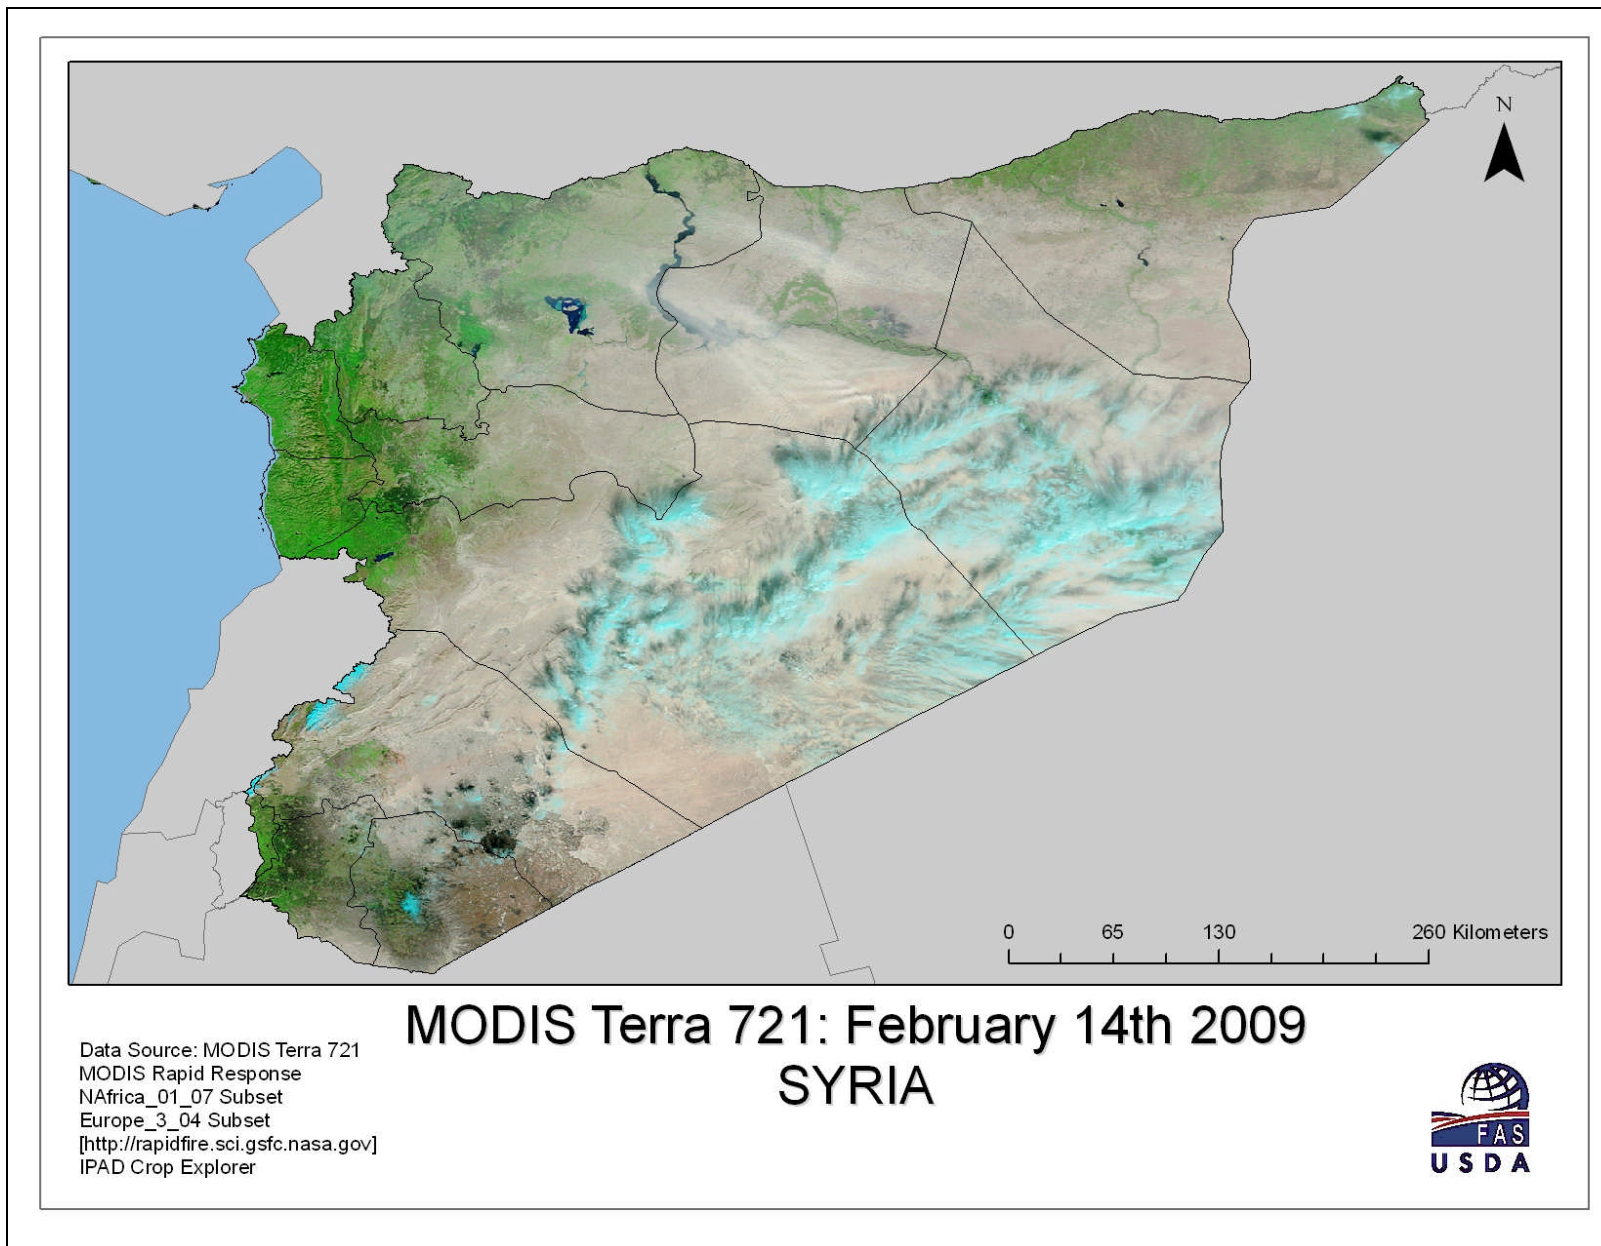 N
0 65 130 260 Kilometers
MODIS Terra 721: February 14th 2009
SYRIA
Data Source: MODIS Terra 721
MODIS Rapid Response
NAfrica_01_07 Subset
Europe_3_04 Subset
[http://rapidfire.sci.gsfc.nasa.gov]
IPAD Crop Explorer
FAS
USDA